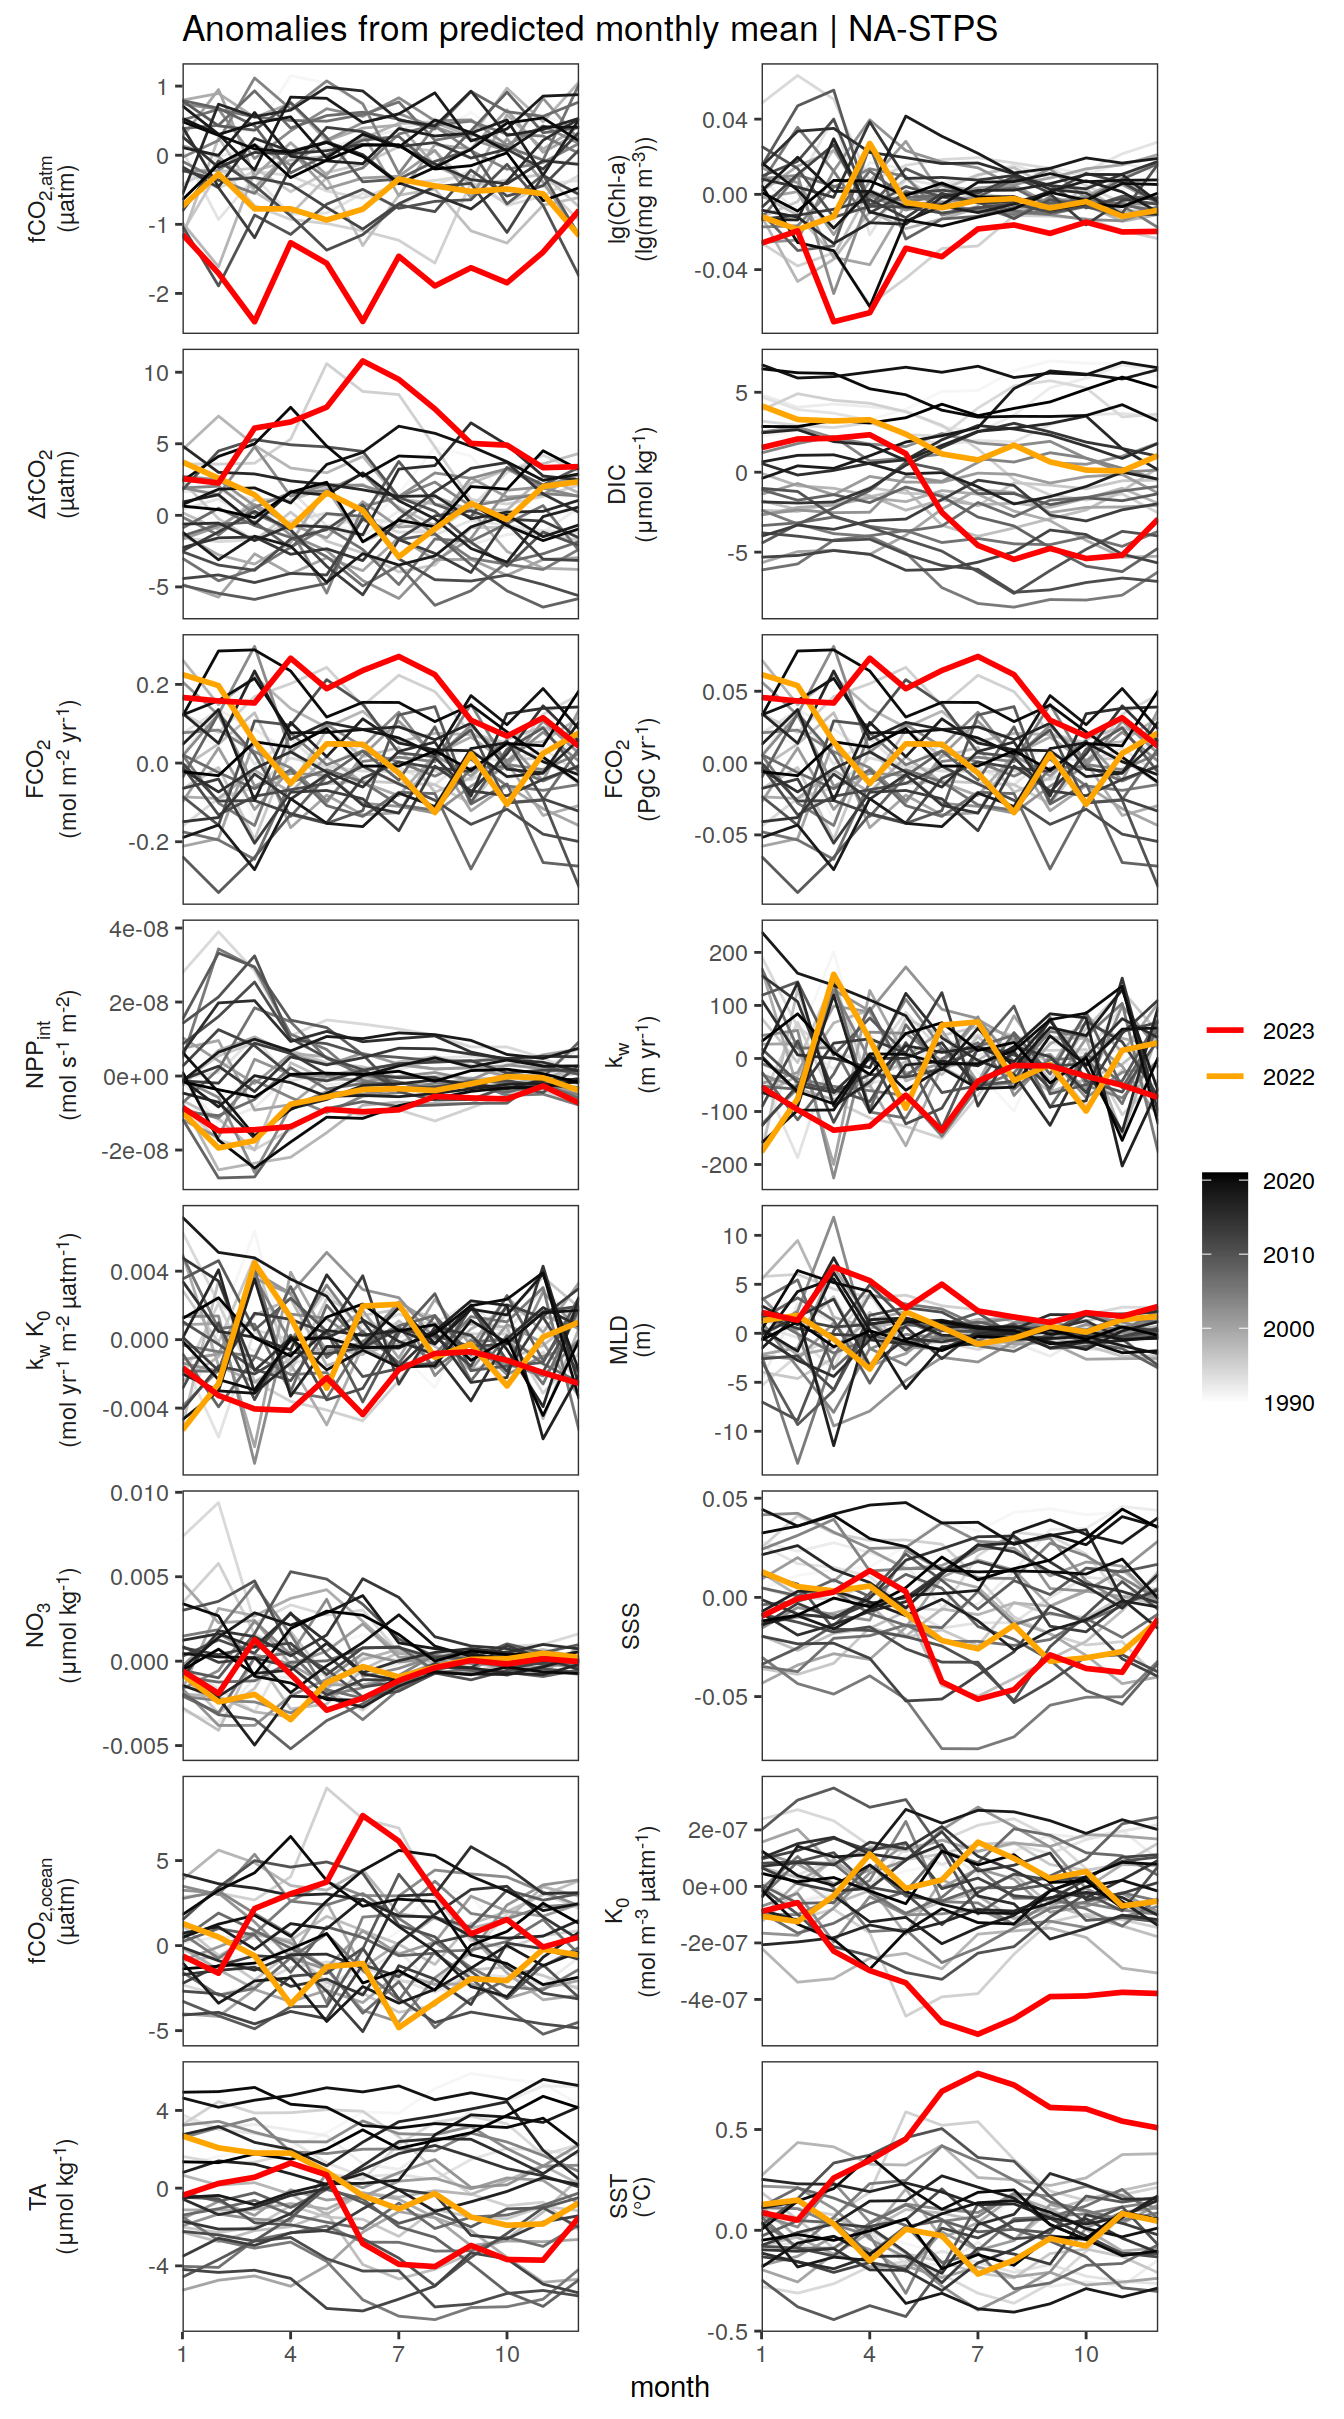 Anomalies from predicted monthly mean | NA-STPS
fCO2,atm
(µatm)
1
0
-1
-2
lg(Chl-a)
(lg(mg m-3))
0.04
0.00
-0.04
ΔfCO2
(µatm)
10
5
0
-5
DIC
(µmol kg-1)
5
0
-5
FCO2
(mol m-2 yr-1)
0.2
0.0
-0.2
FCO2
(PgC yr-1)
0.05
0.00
-0.05
NPPint
(mol s-1 m-2)
4e-08
2e-08
0e+00
-2e-08
kw
(m yr-1)
200
100
0
-100
-200
kw K0
(mol yr-1 m-2 µatm-1)
0.004
0.000
-0.004
MLD
(m)
10
5
0
-5
-10
NO3
(µmol kg-1)
0.010
0.005
0.000
-0.005
SSS
0.05
0.00
-0.05
fCO2,ocean
(µatm)
5
0
-5
K0
(mol m-3 µatm-1)
2e-07
0e+00
-2e-07
-4e-07
TA
(µmol kg-1)
4
0
-4
SST
(°C)
0.5
0.0
-0.5
1 4 7 10
1 4 7 10
month
2023
2022
2020
2010
2000
1990